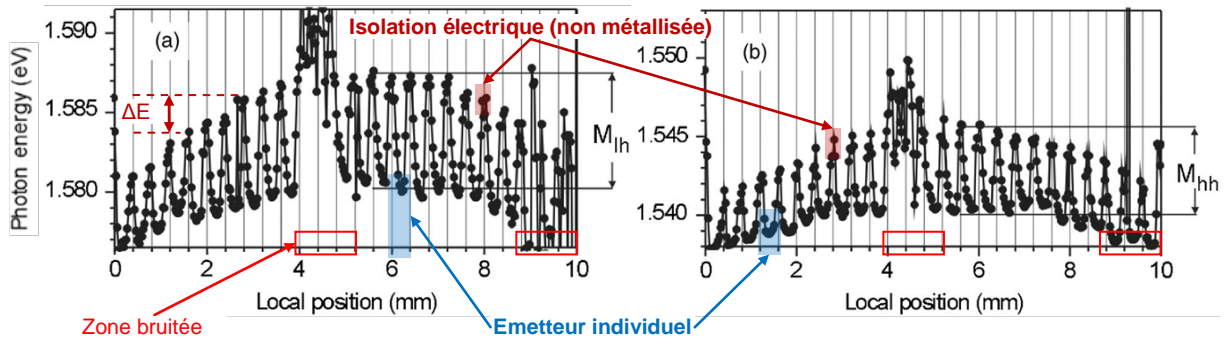 Isolation électrique (non métallisée)
(a)
(b)
Photon energy (eV)
1.590
1.585
1.580
ΔE
M_lh
0 2 4 6 8 10
Local position (mm)
1.550
1.545
1.540
M_hh
0 2 4 6 8 10
Local position (mm)
Zone bruitée
Emetteur individuel